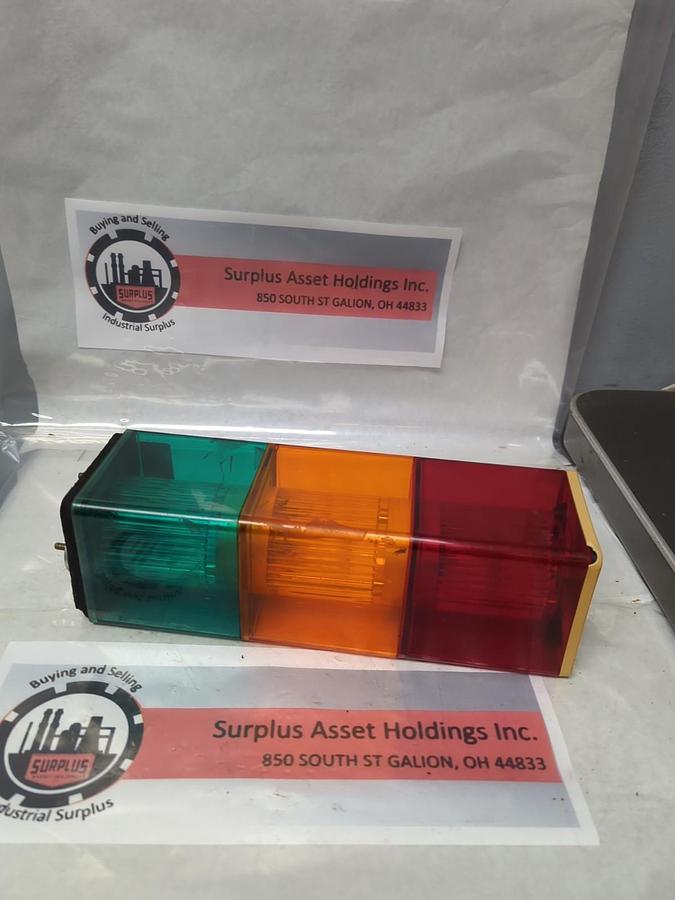 Buying and Selling
SURPLUS
Industrial Surplus
Surplus Asset Holdings Inc.
850 SOUTH ST GALION, OH 44833
Buying and Selling
SURPLUS
dustrial Surplus
Surplus Asset Holdings Inc.
850 SOUTH ST GALION, OH 44833